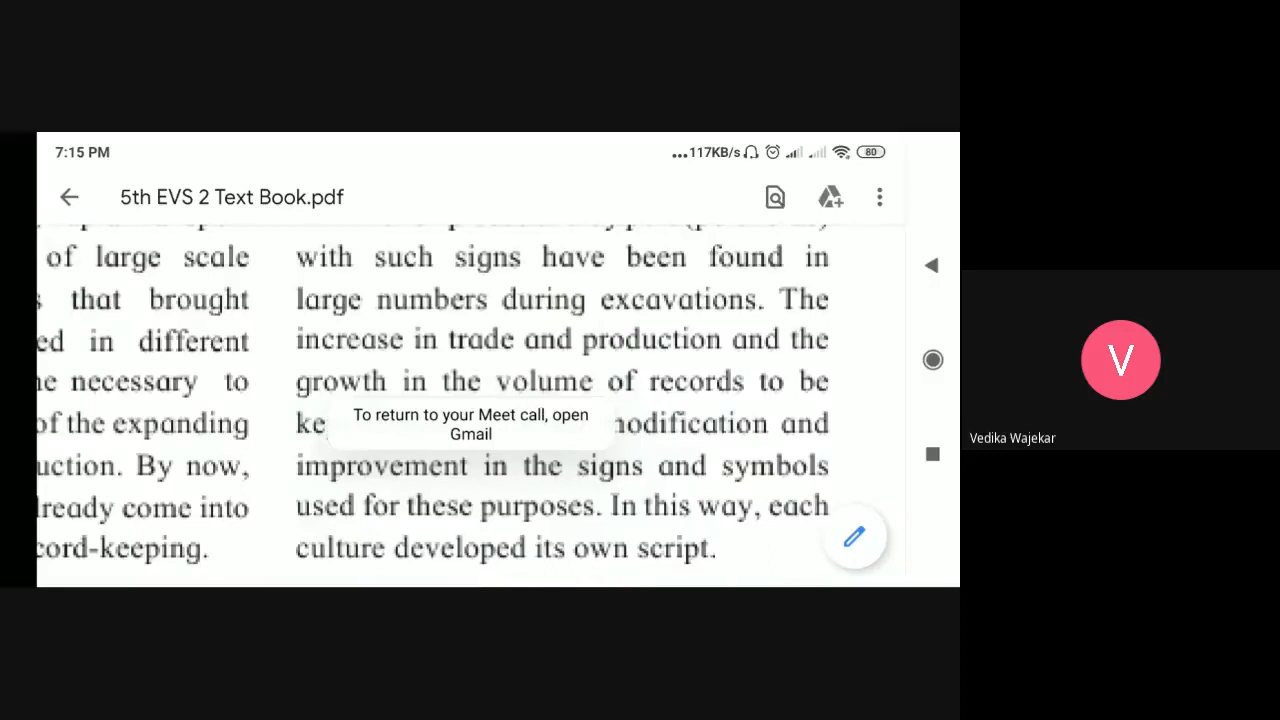 7:15 PM
...117KB/s
80
5th EVS 2 Text Book.pdf
of large scale
that brought
ed in different
necessary to
of the expanding
uction. By now,
lready come into
cord-keeping.
with such signs have been found in
large numbers during excavations. The
increase in trade and production and the
growth in the volume of records to be
ke
modification and
improvement in the signs and symbols
used for these purposes. In this way, each
culture developed its own script.
To return to your Meet call, open
Gmail
V
Vedika Wajekar